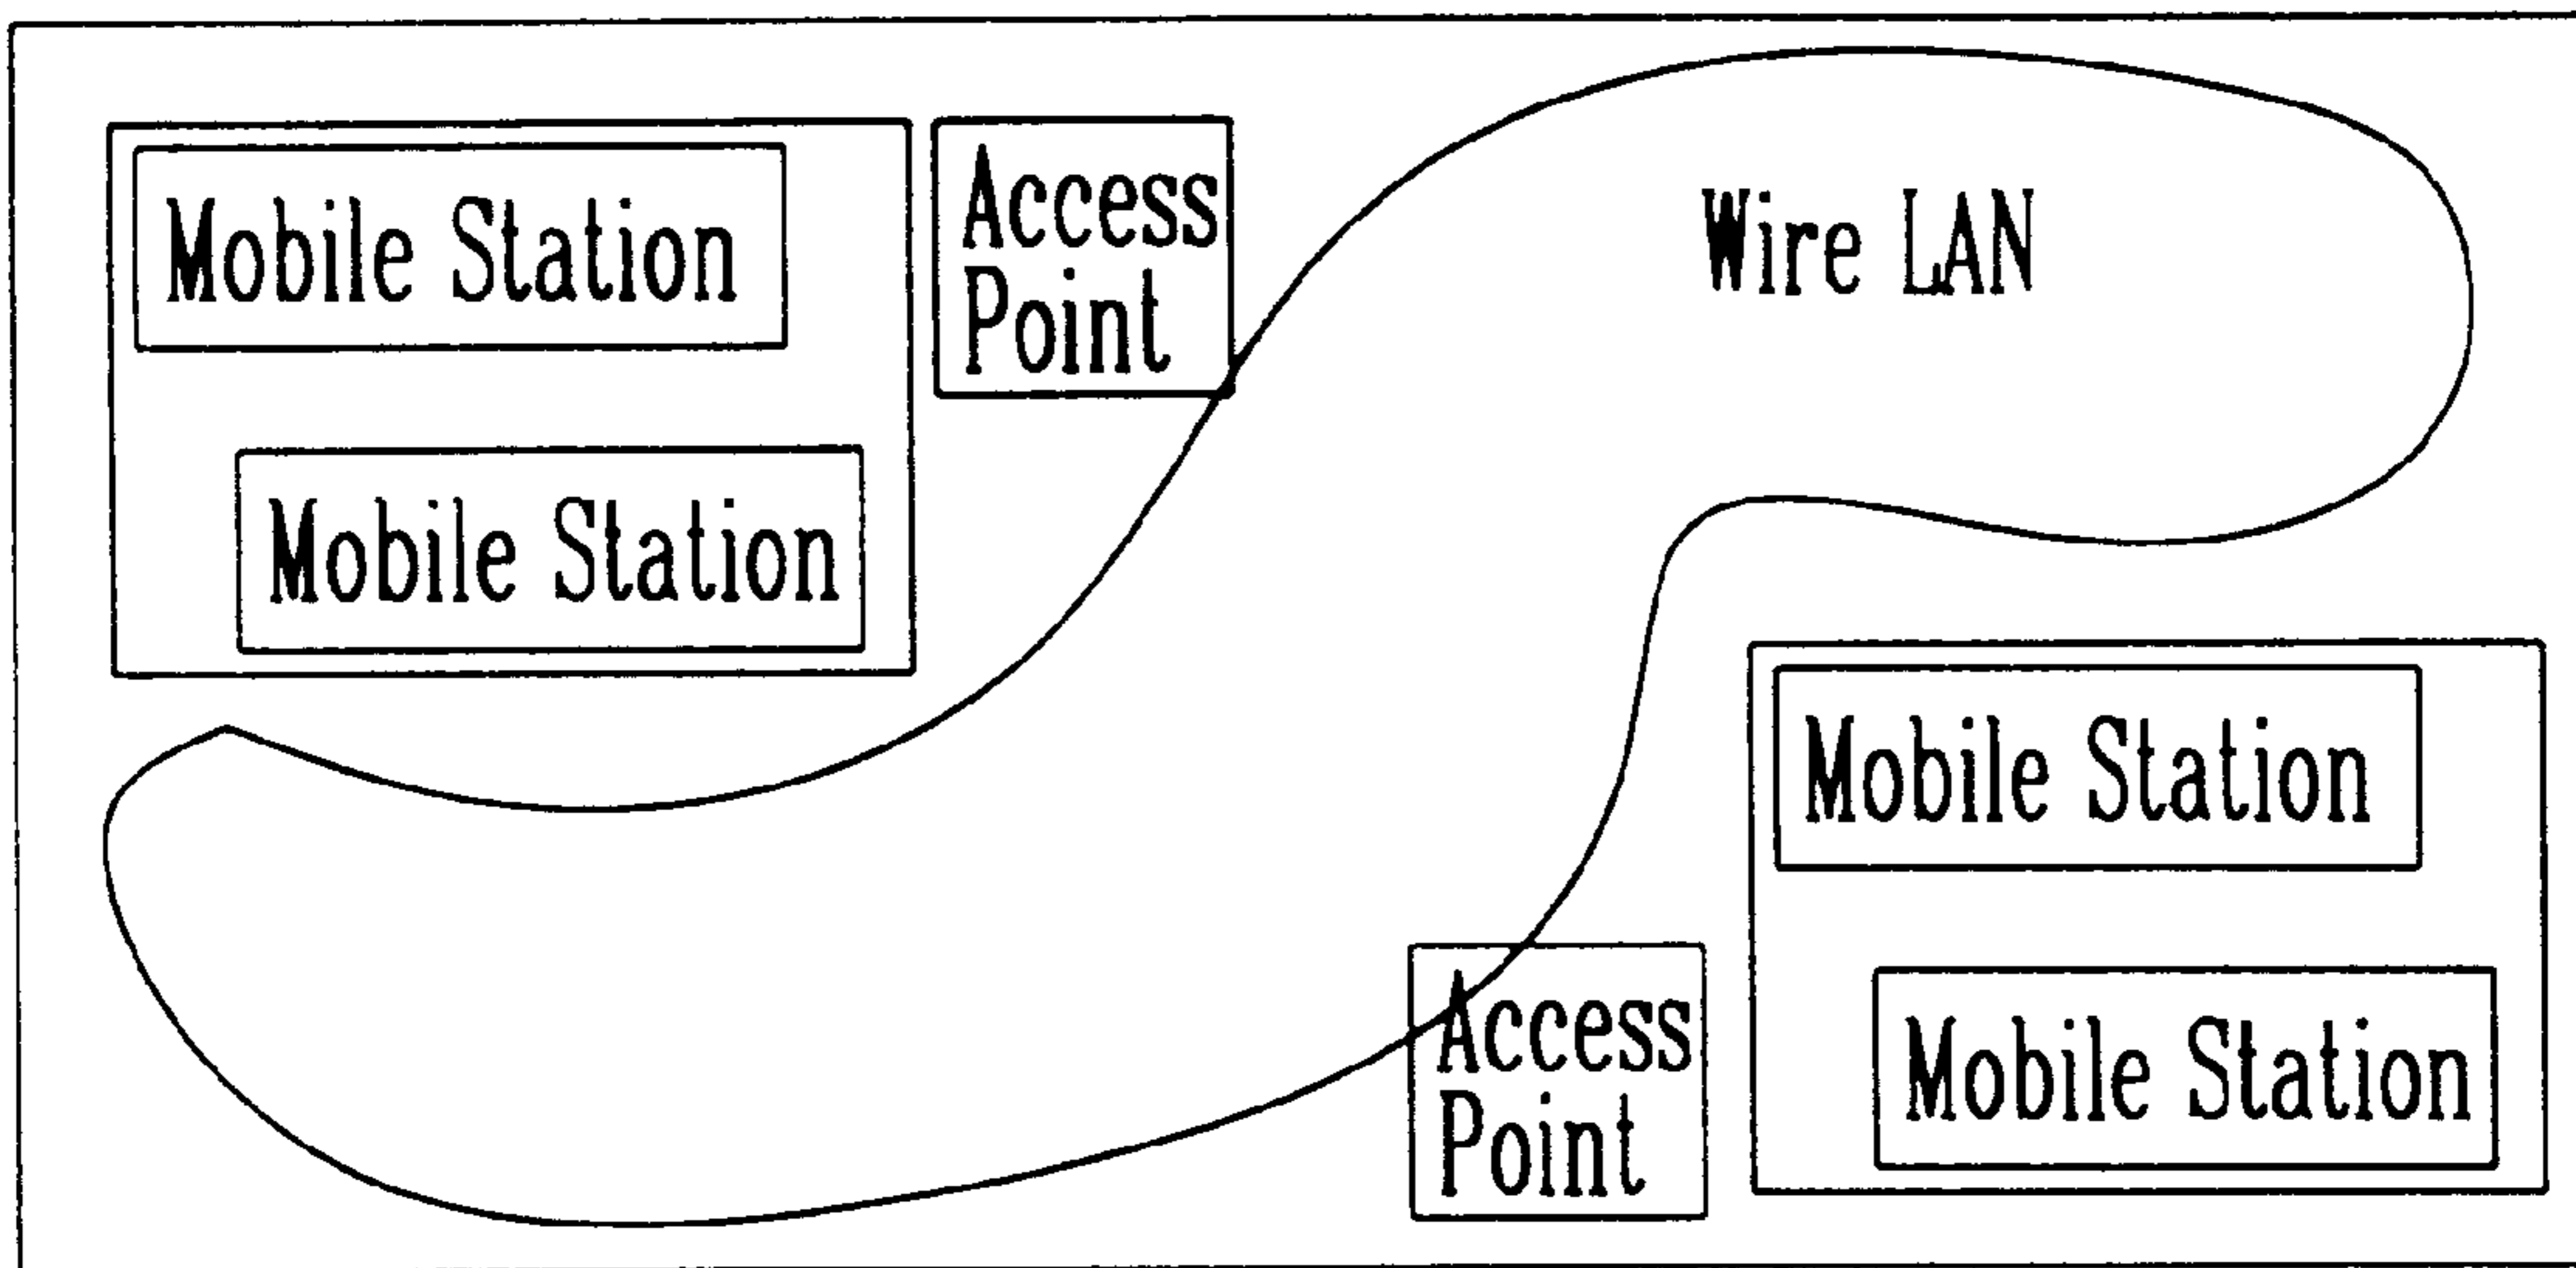 Mobile Station
Access
Point
Wire LAN
Mobile Station
Mobile Station
Access
Point
Mobile Station